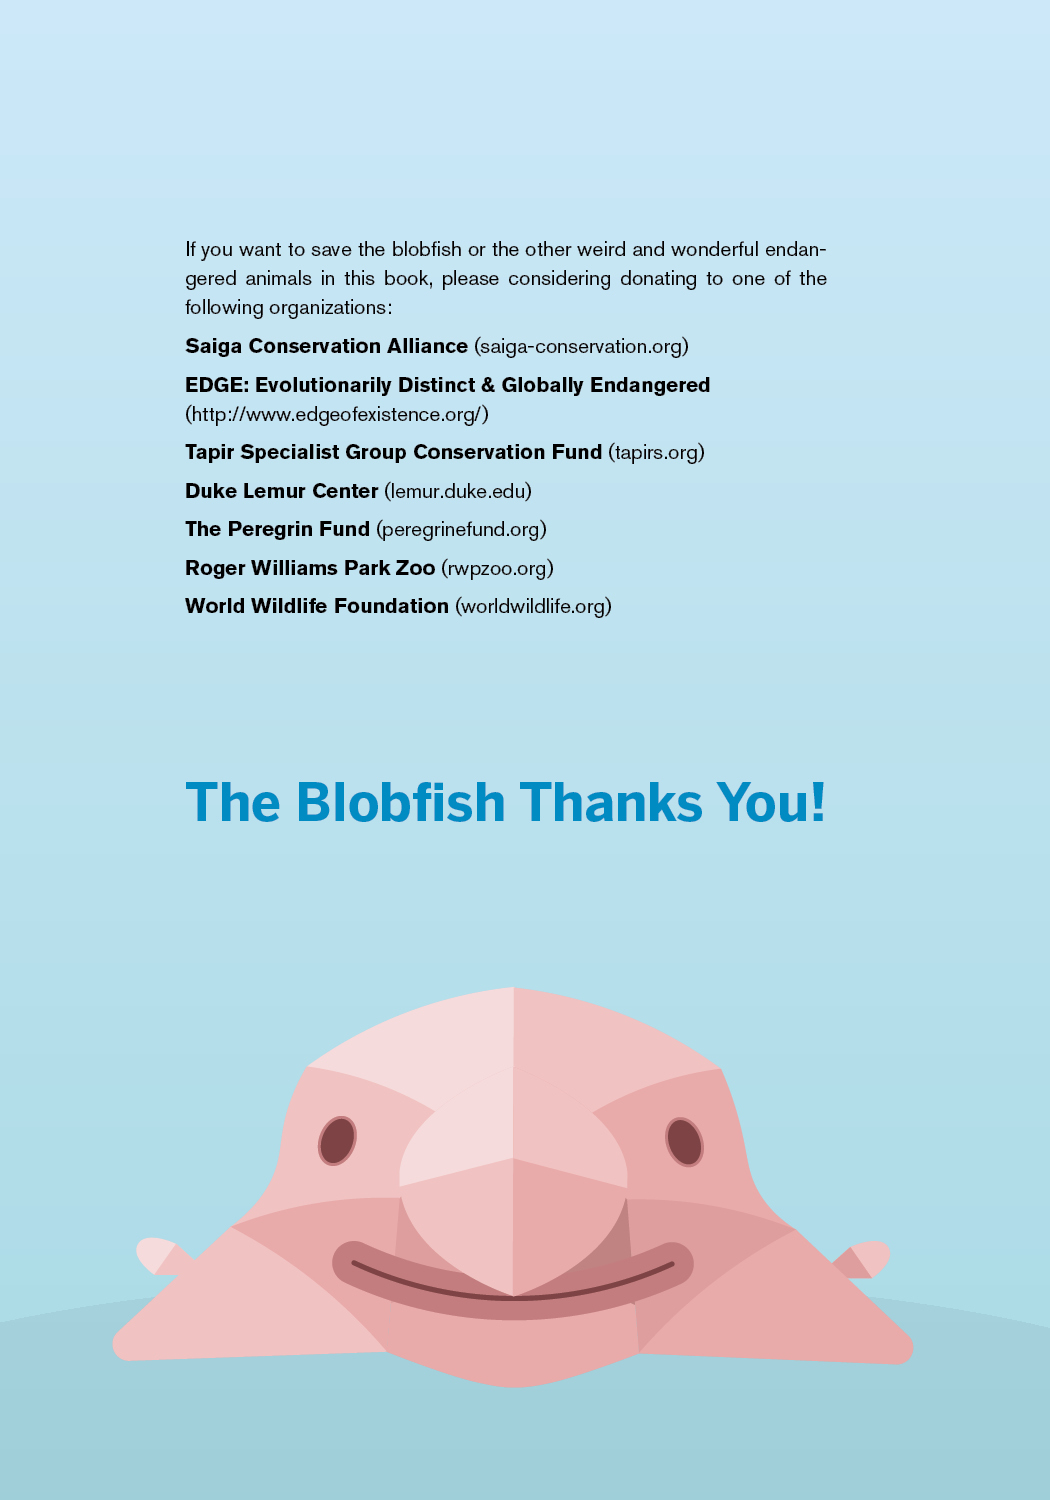 If you want to save the blobfish or the other weird and wonderful endan-
gered animals in this book, please considering donating to one of the
following organizations:
Saiga Conservation Alliance (saiga-conservation.org)
EDGE: Evolutionarily Distinct & Globally Endangered
(http://www.edgeofexistence.org/)
Tapir Specialist Group Conservation Fund (tapirs.org)
Duke Lemur Center (lemur.duke.edu)
The Peregrin Fund (peregrinefund.org)
Roger Williams Park Zoo (rwpzoo.org)
World Wildlife Foundation (worldwildlife.org)
The Blobfish Thanks You!